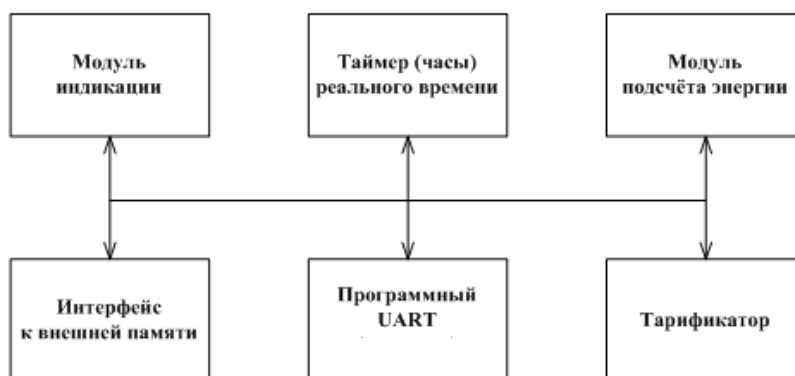 Модуль
индикации
Таймер (часы)
реального времени
Модуль
подсчёта энергии
Интерфейс
к внешней памяти
Программный
UART
Тарификатор